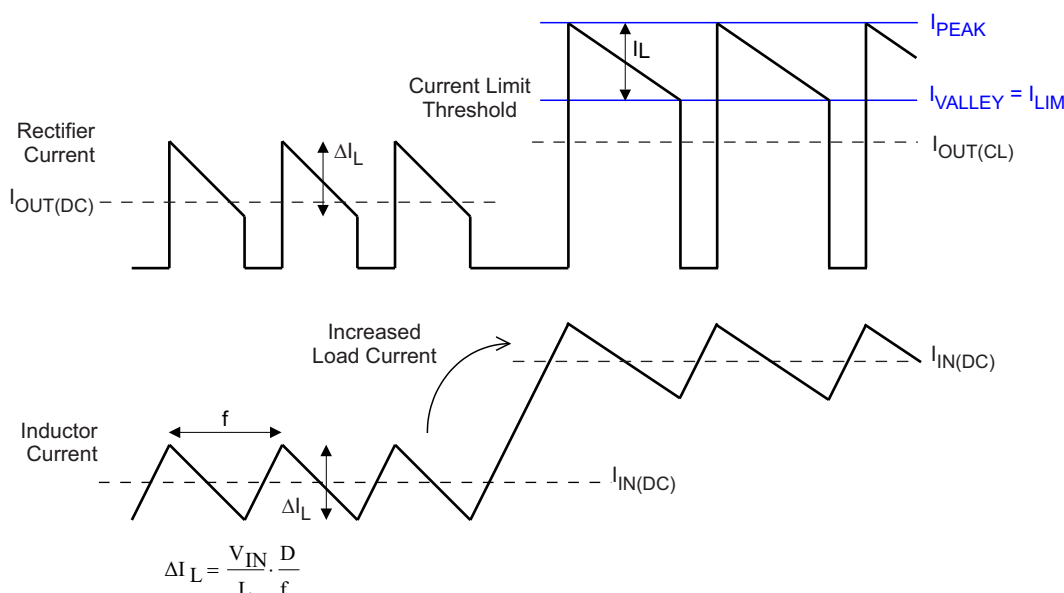 I_PEAK
I_L
Current Limit
Threshold
I_VALLEY = I_LIM
Rectifier
Current
ΔI_L
I_OUT(CL)
I_OUT(DC)
Increased
Load Current
I_IN(DC)
f
Inductor
Current
I_IN(DC)
ΔI_L
ΔI_L = V_IN/L · D/f